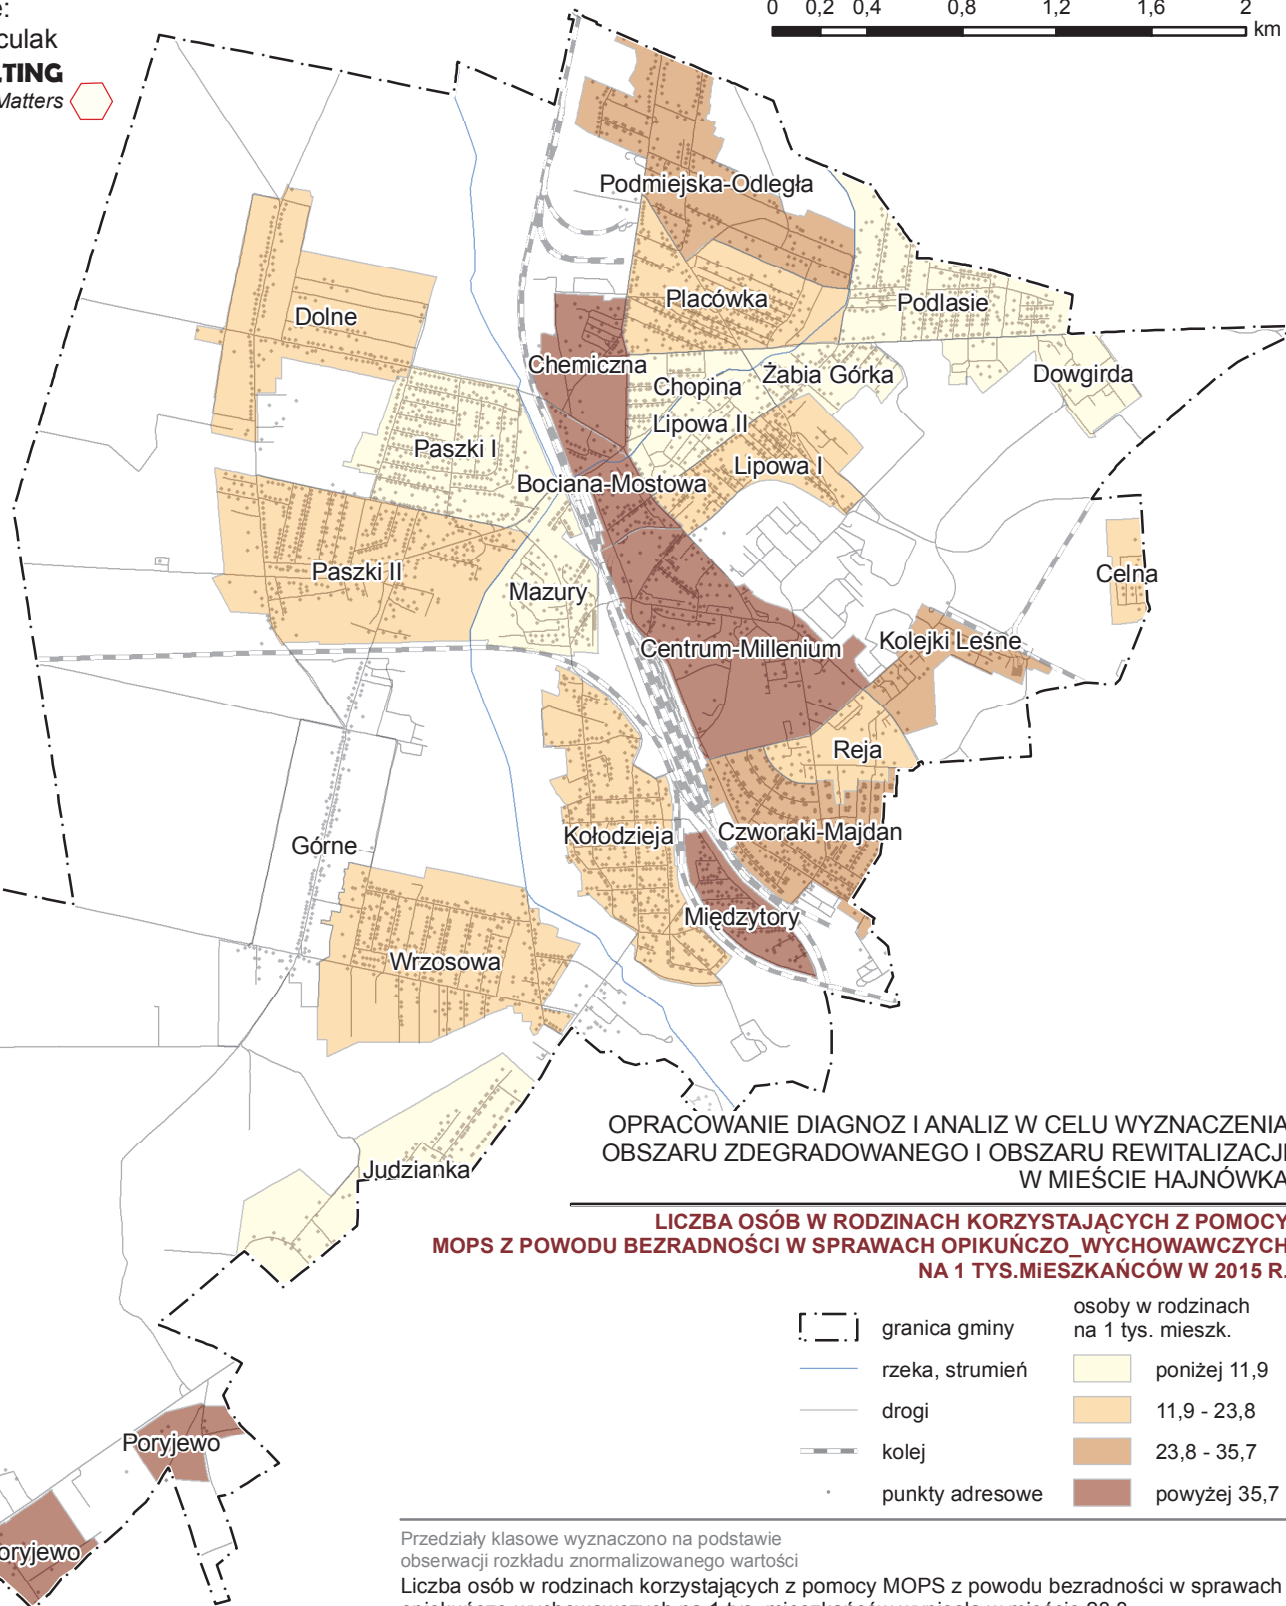 culak
TING
Matters
0 0,2 0,4 0,8 1,2 1,6 2
km
Podmiejska-Odległa
Dolne
Placówka
Podlasie
Chemiczna
Chopina
Żabia Górka
Dowgirda
Lipowa II
Paszki I
Lipowa I
Bociana-Mostowa
Paszki II
Mazury
Celna
Centrum-Millenium
Kolejki Leśne
Reja
Górne
Kołodzieja
Czworaki-Majdan
Międzytory
Wrzosowa
Judzianka
OPRACOWANIE DIAGNOZ I ANALIZ W CELU WYZNACZENIA
OBSZARU ZDEGRADOWANEGO I OBSZARU REWITALIZACJI
W MIEŚCIE HAJNÓWKA
LICZBA OSÓB W RODZINACH KORZYSTAJĄCYCH Z POMOCY
MOPS Z POWODU BEZRADNOŚCI W SPRAWACH OPIKUŃCZO_WYCHOWAWCZYCH
NA 1 TYS.MiESZKAŃCÓW W 2015 R.
granica gminy
rzeka, strumień
drogi
kolej
punkty adresowe
osoby w rodzinach
na 1 tys. mieszk.
poniżej 11,9
11,9 - 23,8
23,8 - 35,7
powyżej 35,7
Poryjewo
oryjewo
Przedziały klasowe wyznaczono na podstawie
obserwacji rozkładu znormalizowanego wartości
Liczba osób w rodzinach korzystających z pomocy MOPS z powodu bezradności w sprawach